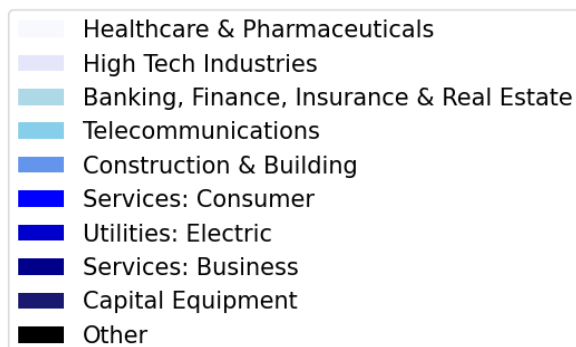 Healthcare & Pharmaceuticals
High Tech Industries
Banking, Finance, Insurance & Real Estate
Telecommunications
Construction & Building
Services: Consumer
Utilities: Electric
Services: Business
Capital Equipment
Other